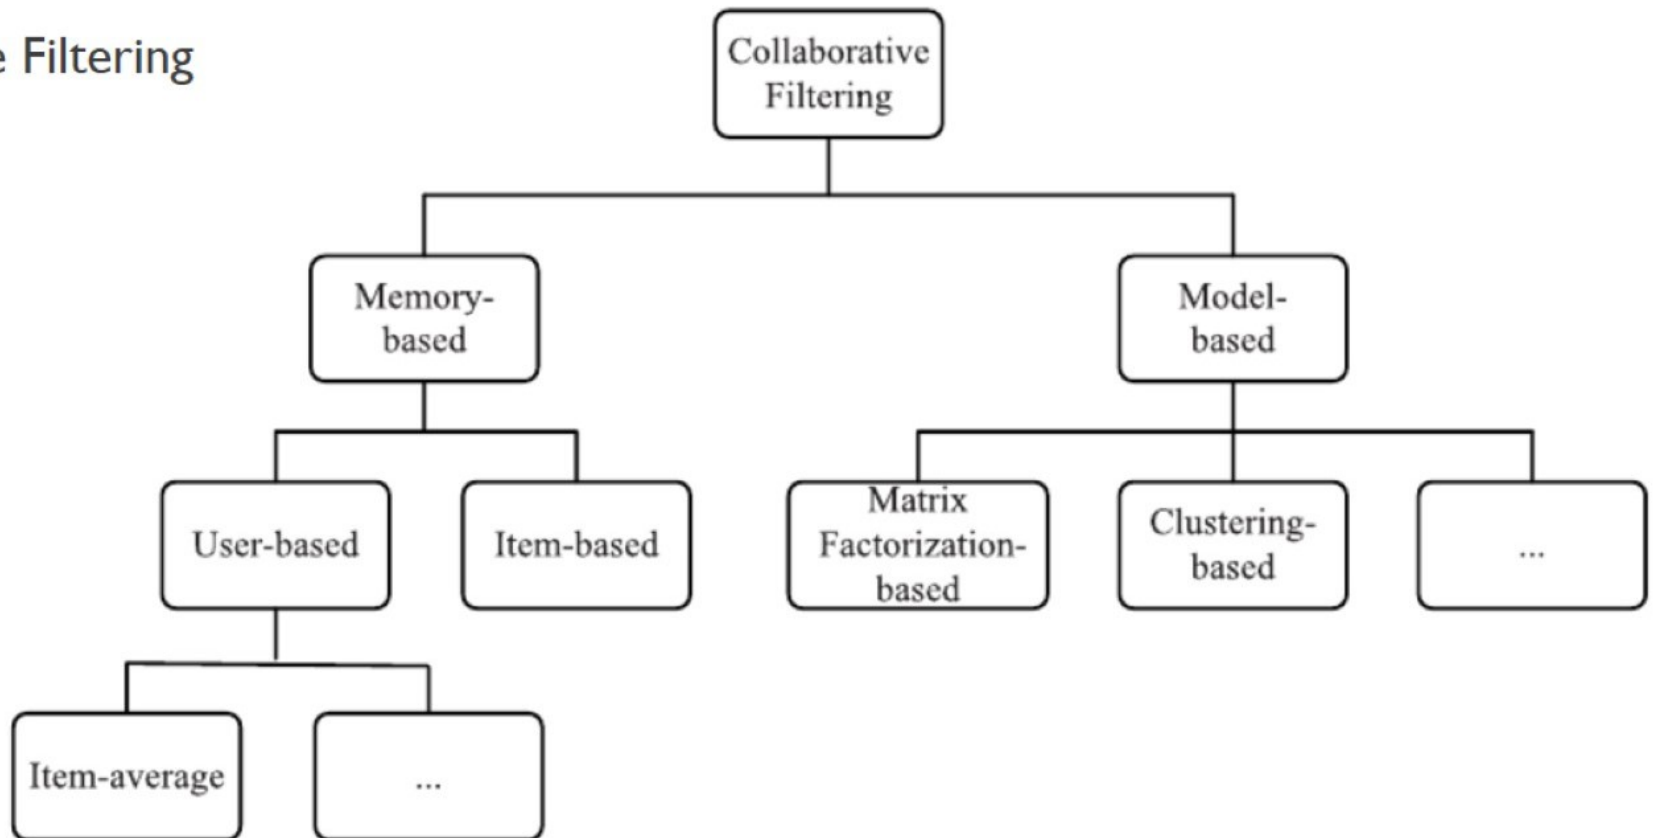 e Filtering
Collaborative
Filtering
Memory-
based
Model-
based
User-based
Item-based
Matrix
Factorization-
based
Clustering-
based
...
Item-average
...